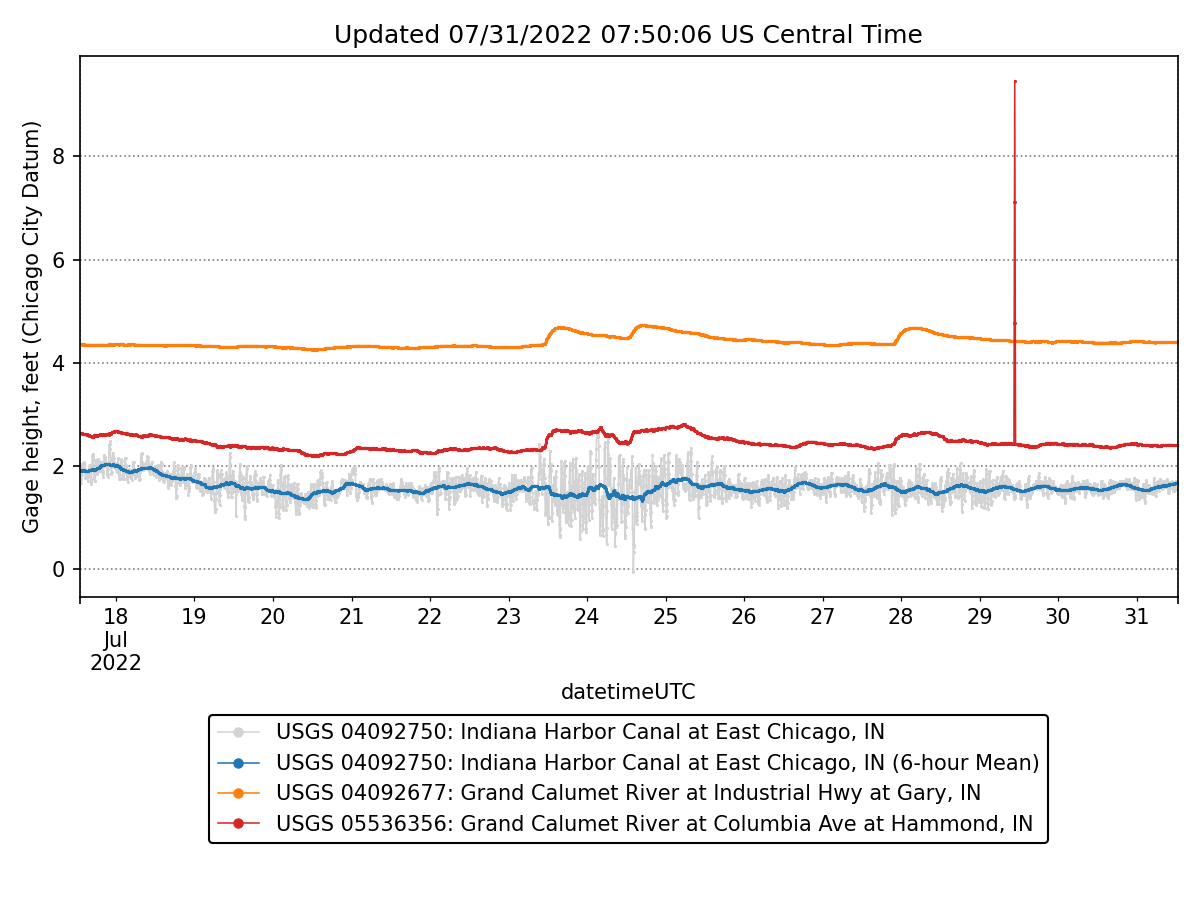 Updated 07/31/2022 07:50:06 US Central Time
Gage height, feet (Chicago City Datum)
8
6
4
2
0
18 19 20 21 22 23 24 25 26 27 28 29 30 31
Jul
2022
datetimeUTC
USGS 04092750: Indiana Harbor Canal at East Chicago, IN
USGS 04092750: Indiana Harbor Canal at East Chicago, IN (6-hour Mean)
USGS 04092677: Grand Calumet River at Industrial Hwy at Gary, IN
USGS 05536356: Grand Calumet River at Columbia Ave at Hammond, IN